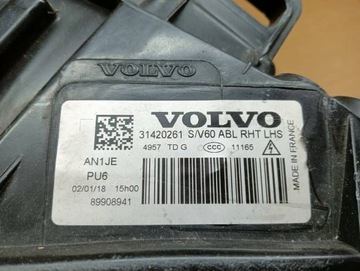 VOLVO
VOLVO
31420261 S/V60 ABL RHT LHS
4957 TD G CCC 11165
AN1JE
PU6
02/01/18 15h00
89908941
MADE IN FRANCE